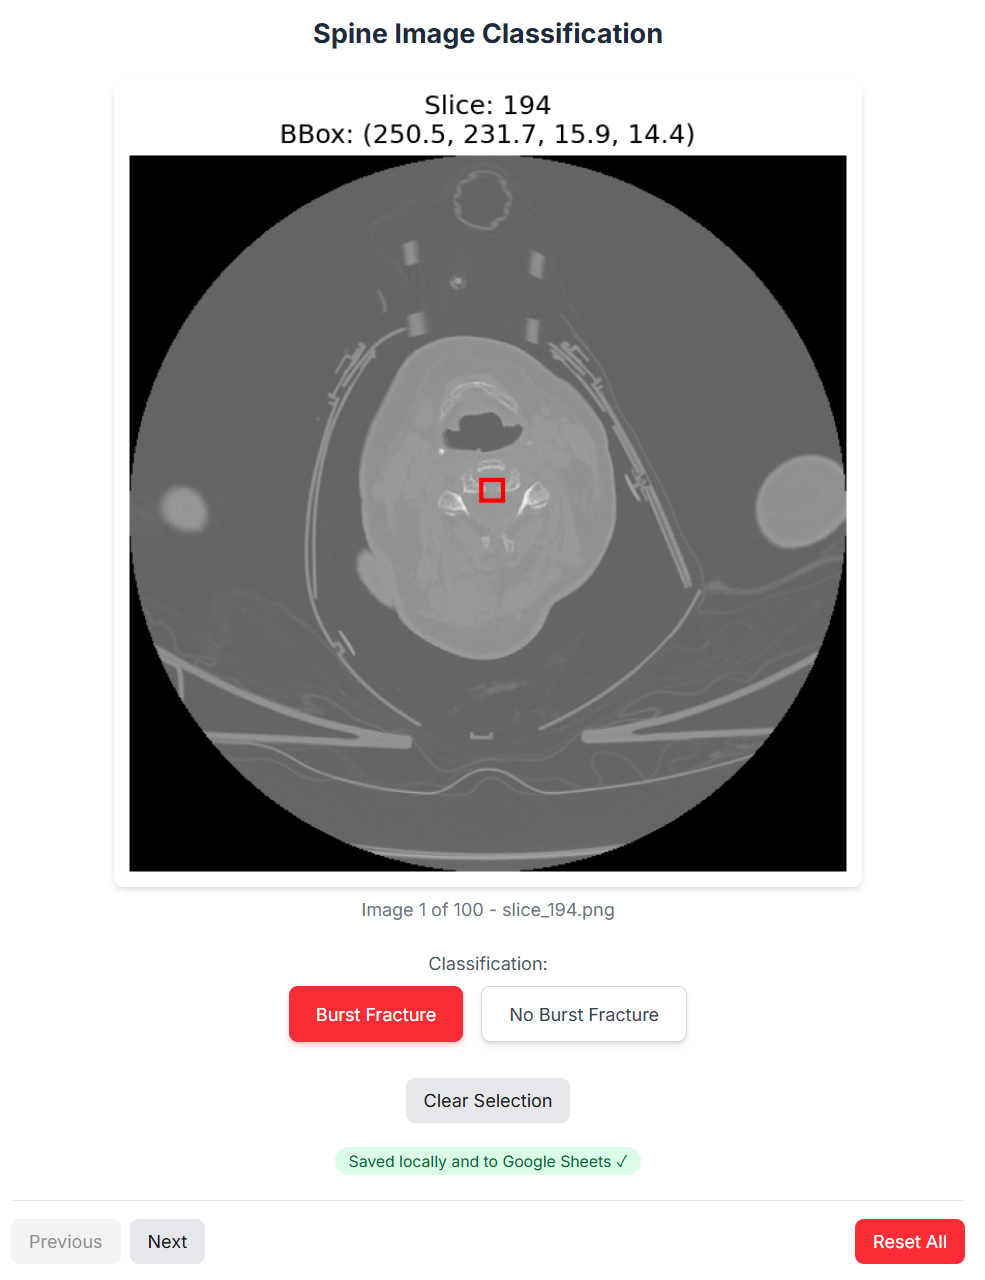 Spine Image Classification
Slice: 194
BBox: (250.5, 231.7, 15.9, 14.4)
Image 1 of 100 - slice_194.png
Classification:
Burst Fracture
No Burst Fracture
Clear Selection
Saved locally and to Google Sheets ✓
Previous
Next
Reset All